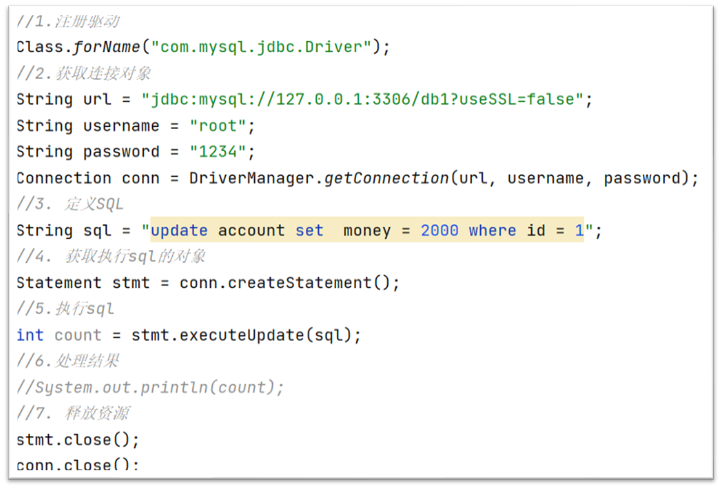 //1.注册驱动
Class.forName("com.mysql.jdbc.Driver");
//2.获取连接对象
String url = "jdbc:mysql://127.0.0.1:3306/db1?useSSL=false";
String username = "root";
String password = "1234";
Connection conn = DriverManager.getConnection(url, username, password);
//3. 定义SQL
String sql = "update account set  money = 2000 where id = 1";
//4. 获取执行sql的对象
Statement stmt = conn.createStatement();
//5.执行sql
int count = stmt.executeUpdate(sql);
//6.处理结果
//System.out.println(count);
//7. 释放资源
stmt.close();
conn.close();